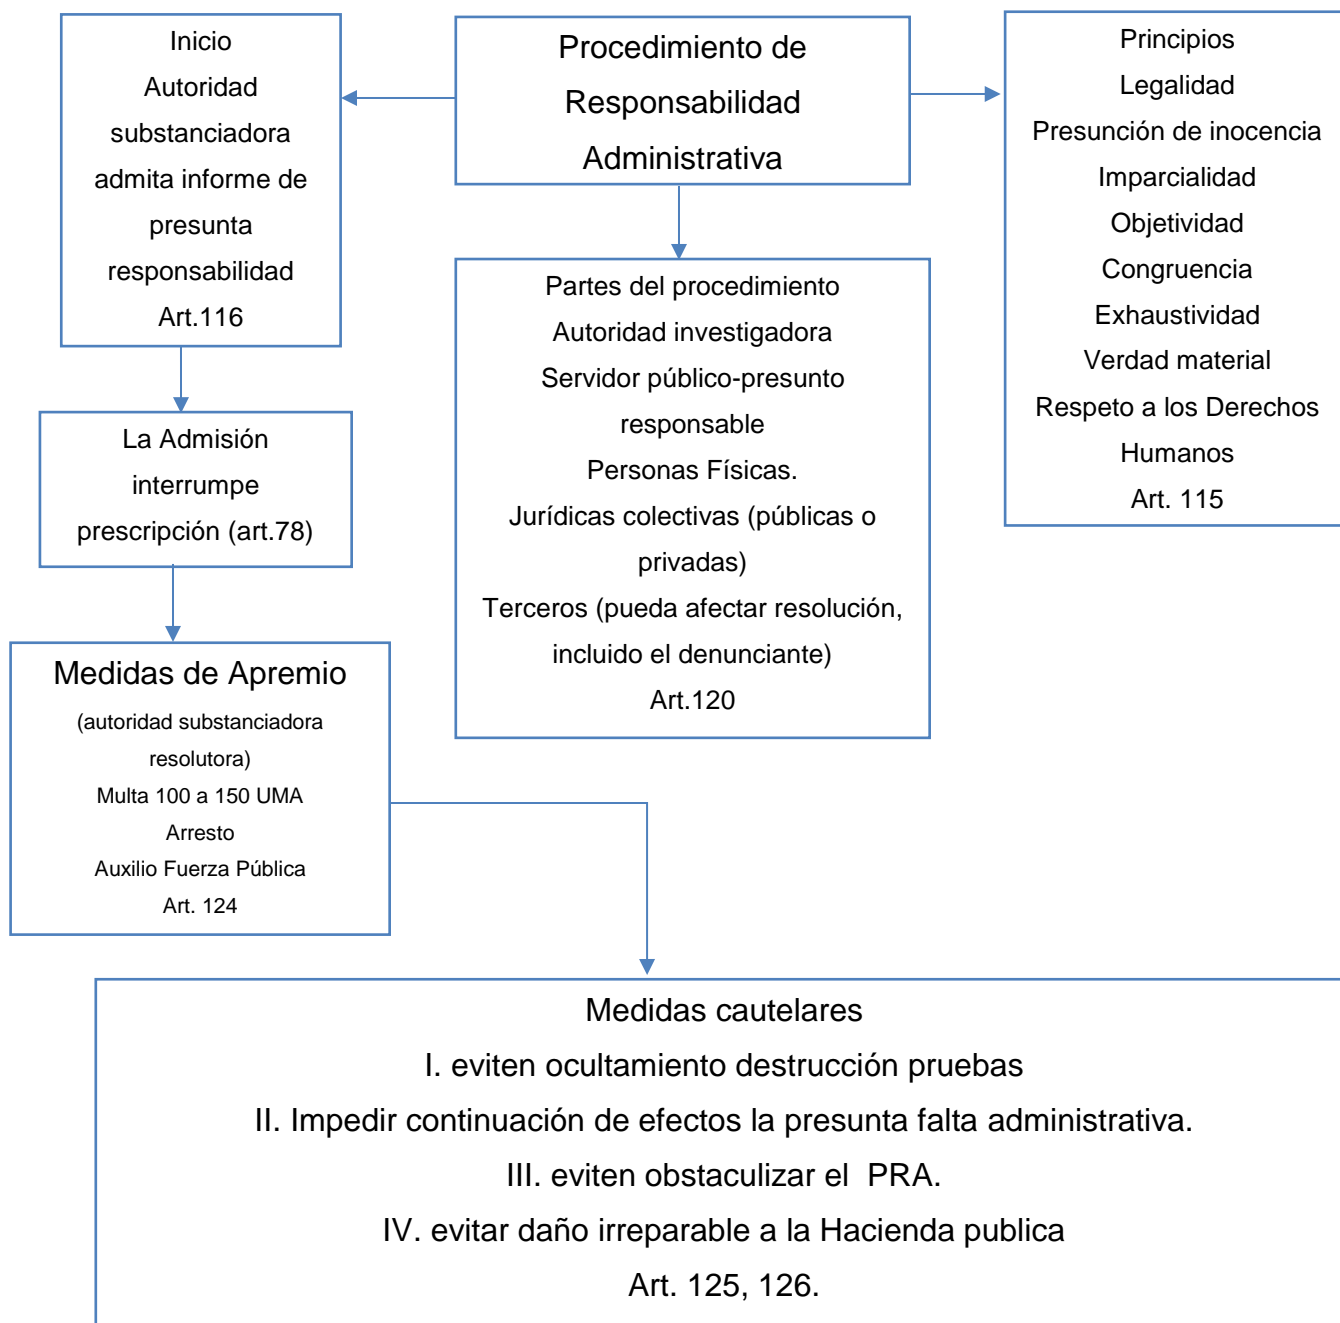 Inicio
Autoridad
substanciadora
admita informe de
presunta
responsabilidad
Art.116
Procedimiento de
Responsabilidad
Administrativa
Principios
Legalidad
Presunción de inocencia
Imparcialidad
Objetividad
Congruencia
Exhaustividad
Verdad material
Respeto a los Derechos
Humanos
Art. 115
Partes del procedimiento
Autoridad investigadora
Servidor público-presunto
responsable
Personas Físicas.
Jurídicas colectivas (públicas o
privadas)
Terceros (pueda afectar resolución,
incluido el denunciante)
Art.120
La Admisión
interrumpe
prescripción (art.78)
Medidas de Apremio
(autoridad substanciadora
resolutora)
Multa 100 a 150 UMA
Arresto
Auxilio Fuerza Pública
Art. 124
Medidas cautelares
I. eviten ocultamiento destrucción pruebas
II. Impedir continuación de efectos la presunta falta administrativa.
III. eviten obstaculizar el  PRA.
IV. evitar daño irreparable a la Hacienda publica
Art. 125, 126.